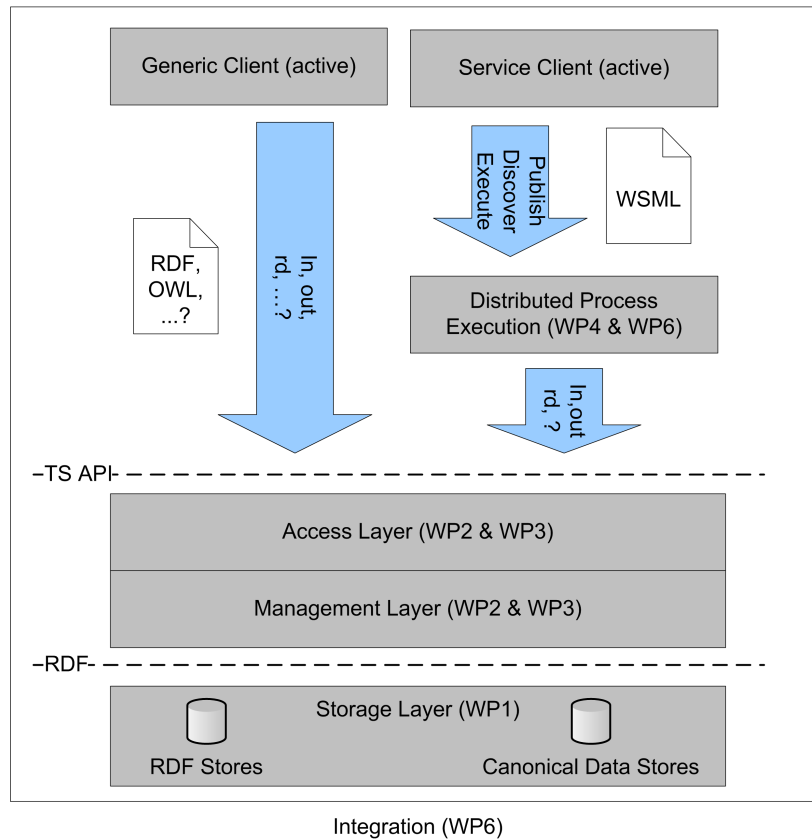 Generic Client (active)
Service Client (active)
Publish
Discover
Execute
WSML
RDF,
OWL,
...?
In, out,
rd, …?
Distributed Process
Execution (WP4 & WP6)
In,out
rd, ?
TS API
Access Layer (WP2 & WP3)
Management Layer (WP2 & WP3)
RDF
Storage Layer (WP1)
RDF Stores
Canonical Data Stores
Integration (WP6)